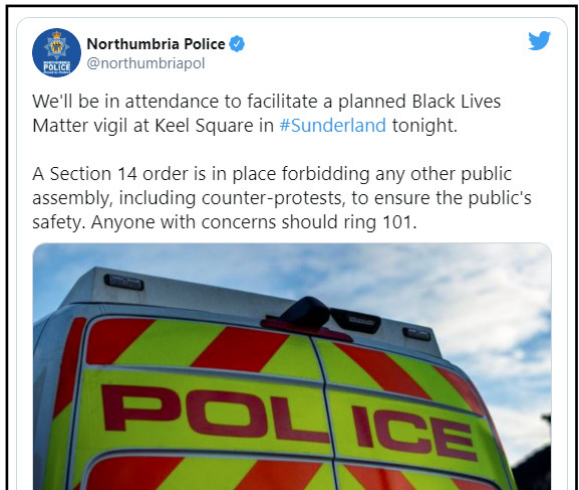 Northumbria Police
POLICE
@northumbriapol
We'll be in attendance to facilitate a planned Black Lives
Matter vigil at Keel Square in #Sunderland tonight.
A Section 14 order is in place forbidding any other public
assembly, including counter-protests, to ensure the public's
safety. Anyone with concerns should ring 101.
POLICE